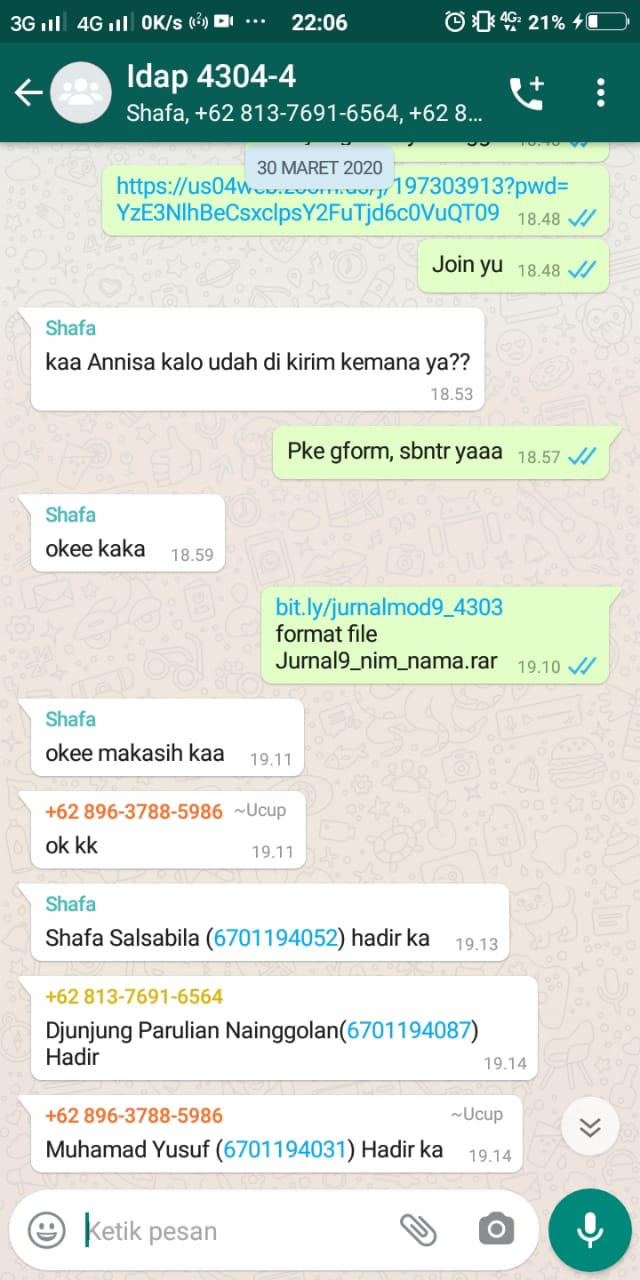 3G 4G 0K/s ... 22:06 4G 21%
Idap 4304-4
Shafa, +62 813-7691-6564, +62 8...
30 MARET 2020
18.48
https://us04web.zoom.us/j/197303913?pwd=
YzE3NlhBeCsxclpsY2FuTjd6c0VuQT09 18.48
Join yu 18.48
Shafa
kaa Annisa kalo udah di kirim kemana ya??
18.53
Pke gform, sbntr yaaa 18.57
Shafa
okee kaka 18.59
bit.ly/jurnalmod9_4303
format file
Jurnal9_nim_nama.rar 19.10
Shafa
okee makasih kaa 19.11
+62 896-3788-5986 ~Ucup
ok kk 19.11
Shafa
Shafa Salsabila (6701194052) hadir ka 19.13
+62 813-7691-6564
Djunjung Parulian Nainggolan(6701194087)
Hadir 19.14
+62 896-3788-5986 ~Ucup
Muhamad Yusuf (6701194031) Hadir ka 19.14
Ketik pesan